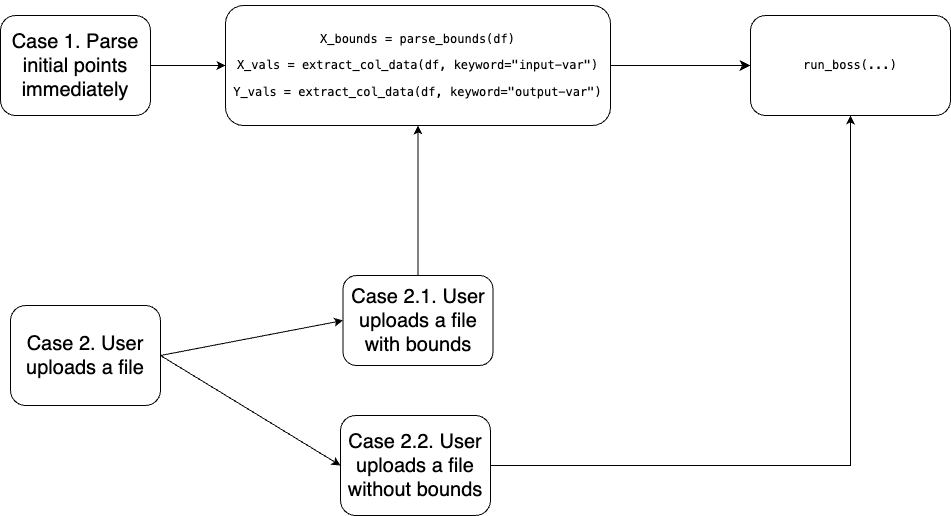 Case 1. Parse
initial points
immediately
X_bounds = parse_bounds(df)
X_vals = extract_col_data(df, keyword="input-var")
Y_vals = extract_col_data(df, keyword="output-var")
run_boss(...)
Case 2. User
uploads a file
Case 2.1. User
uploads a file
with bounds
Case 2.2. User
uploads a file
without bounds